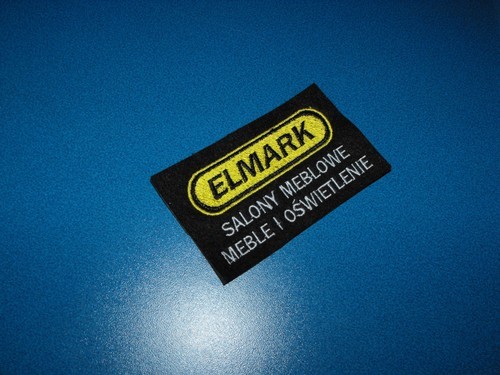 ELMARK
SALONY MEBLOWE
MEBLE I OŚWIETLENIE